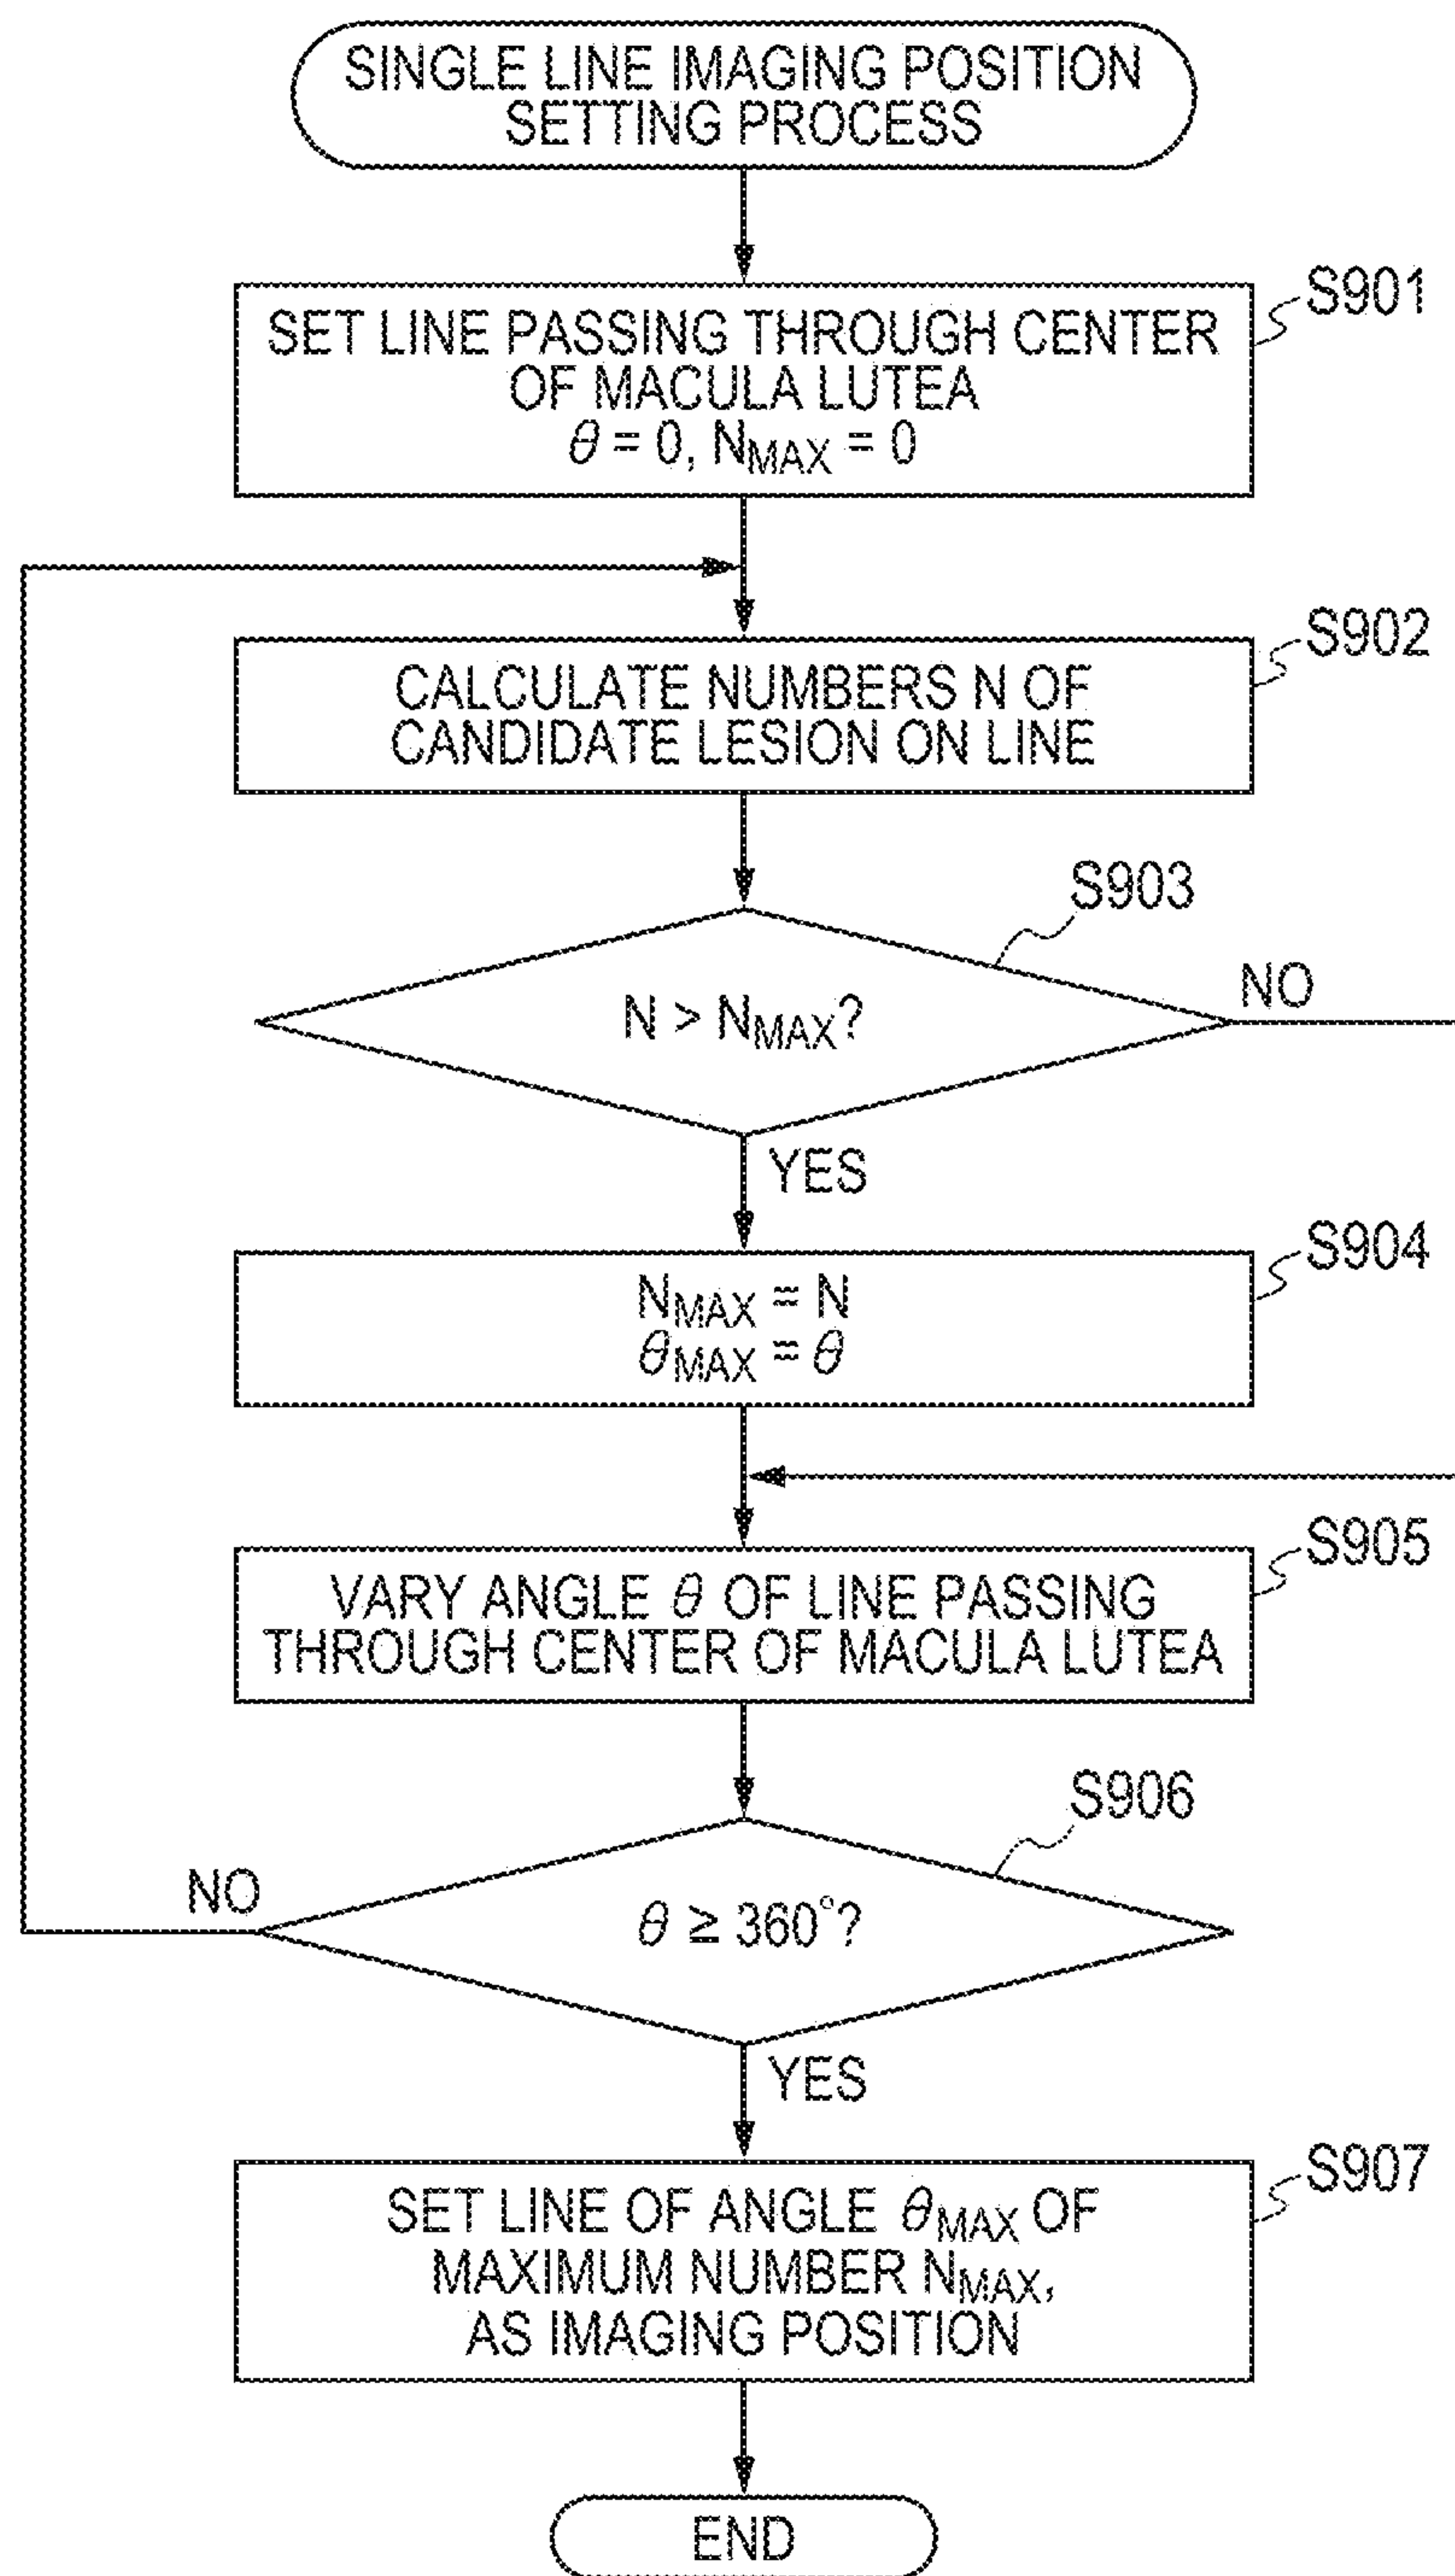 SINGLE LINE IMAGING POSITION
SETTING PROCESS
S901
SET LINE PASSING THROUGH CENTER
OF MACULA LUTEA
θ = 0, NMAX = 0
S902
CALCULATE NUMBERS N OF
CANDIDATE LESION ON LINE
S903
N > NMAX?
NO
YES
S904
NMAX = N
θMAX = θ
S905
VARY ANGLE θ OF LINE PASSING
THROUGH CENTER OF MACULA LUTEA
S906
NO
θ ≥ 360°?
YES
S907
SET LINE OF ANGLE θMAX OF
MAXIMUM NUMBER NMAX,
AS IMAGING POSITION
END